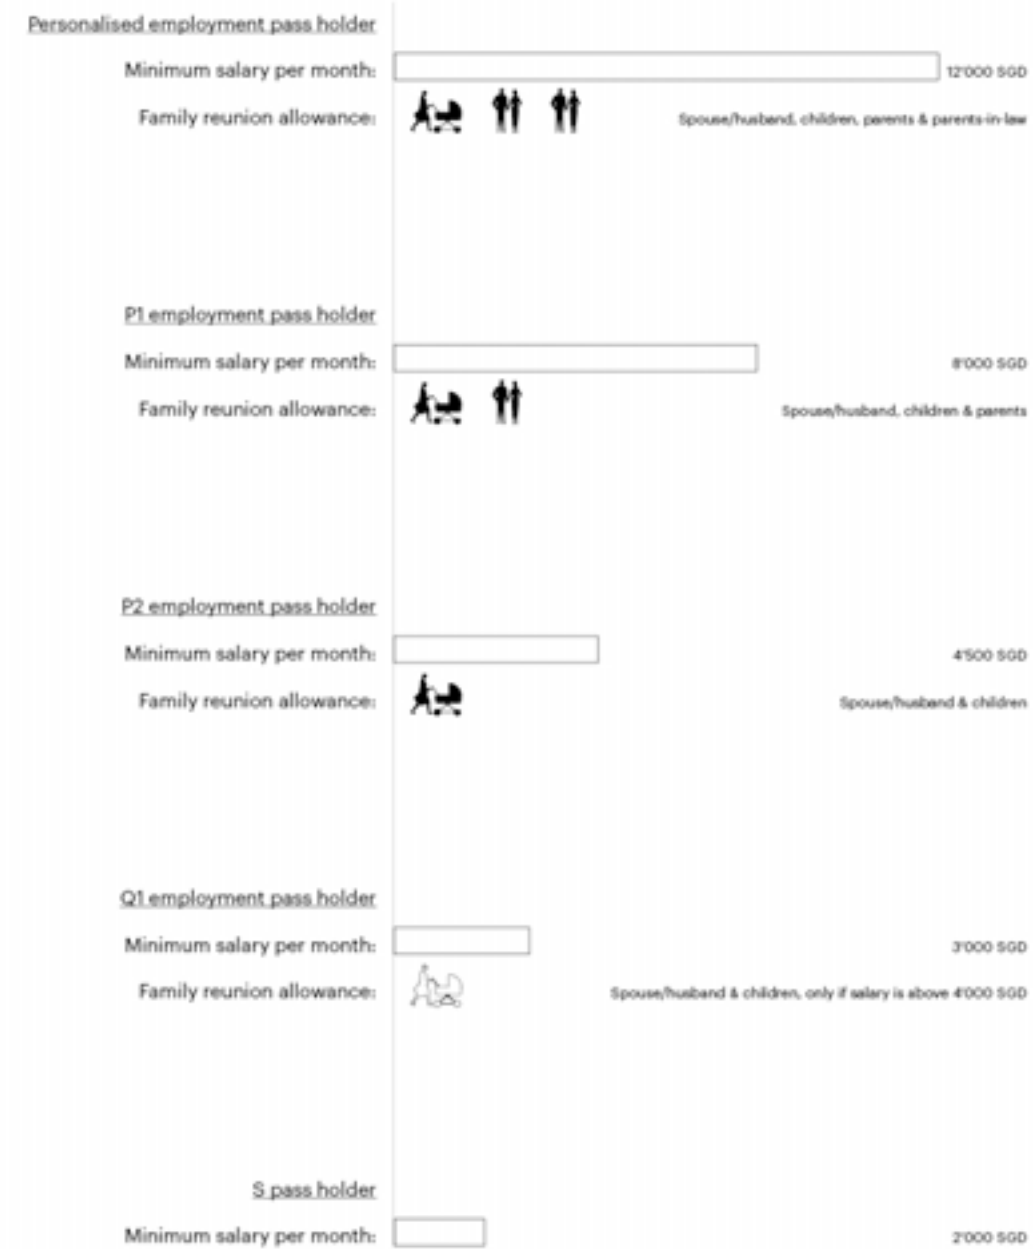 Personalised employment pass holder
Minimum salary per month: 12'000 SGD
Family reunion allowance: Spouse/husband, children, parents & parents-in-law
P1 employment pass holder
Minimum salary per month: 8'000 SGD
Family reunion allowance: Spouse/husband, children & parents
P2 employment pass holder
Minimum salary per month: 4'500 SGD
Family reunion allowance: Spouse/husband & children
Q1 employment pass holder
Minimum salary per month: 3'000 SGD
Family reunion allowance: Spouse/husband & children, only if salary is above 4'000 SGD
S pass holder
Minimum salary per month: 2'000 SGD